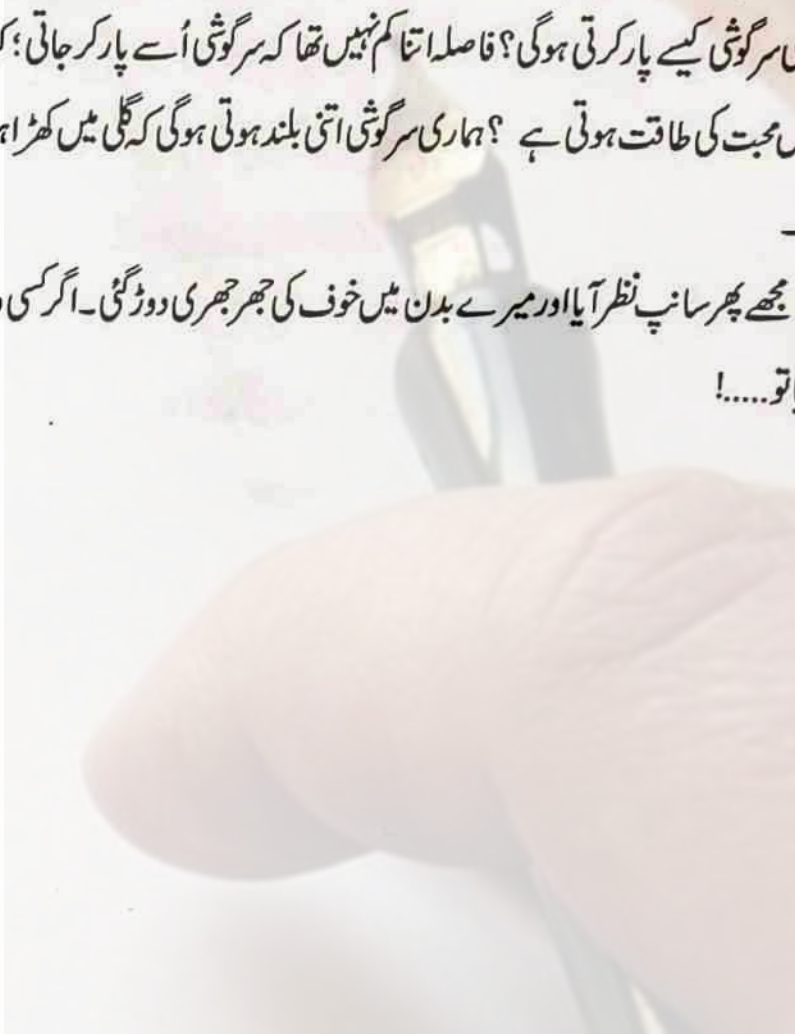 سرگوشی کیسے پار کرتی ہوگی؟ فاصلہ اتنا کم نہیں تھا کہ سرگوشی اُسے پار کر جاتی؛
محبت کی طاقت ہوتی ہے ؟ ہماری سرگوشی اتنی بلند ہوتی ہوگی کہ گلی میں کھڑا
۔
مجھے پھر سانپ نظر آیا اور میرے بدن میں خوف کی جھرجھری دوڑ گئی۔ اگر کسی
تو.....!